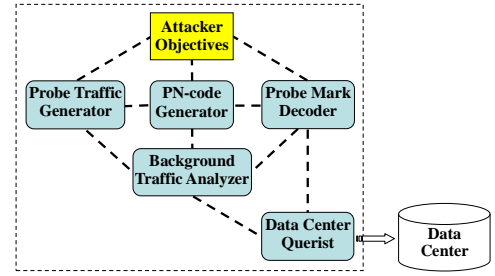 Attacker
Objectives
Probe Traffic
Generator
PN-code
Generator
Probe Mark
Decoder
Background
Traffic Analyzer
Data Center
Querist
Data
Center